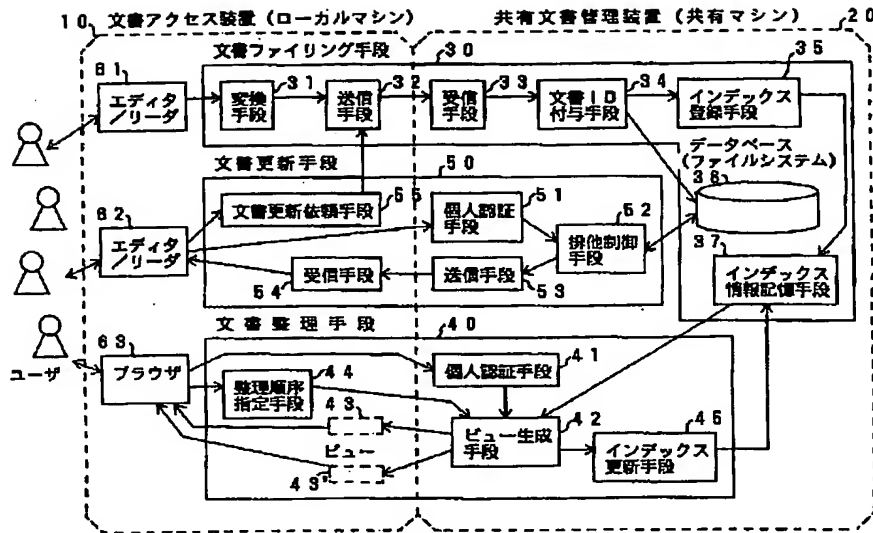 10 文書アクセス装置（ローカルマシン） 共有文書管理装置（共有マシン） 20
文書ファイリング手段 30
61 31 32 33 34 35
エディタ
／リーダ
変換
手段
送信
手段
受信
手段
文書ＩＤ
付与手段
インデックス
登録手段
データベース
（ファイルシステム）
36
文書更新手段 50
62
エディタ
／リーダ
文書更新依頼手段 55
個人認証
手段 51
排他制御
手段 52
受信手段 54
送信手段 53
37
インデックス
情報記憶手段
文書整理手段 40
63
ユーザ
ブラウザ
整理順序
指定手段 44
個人認証手段 41
43
ビュー
43'
ビュー生成
手段 42
インデックス
更新手段 45